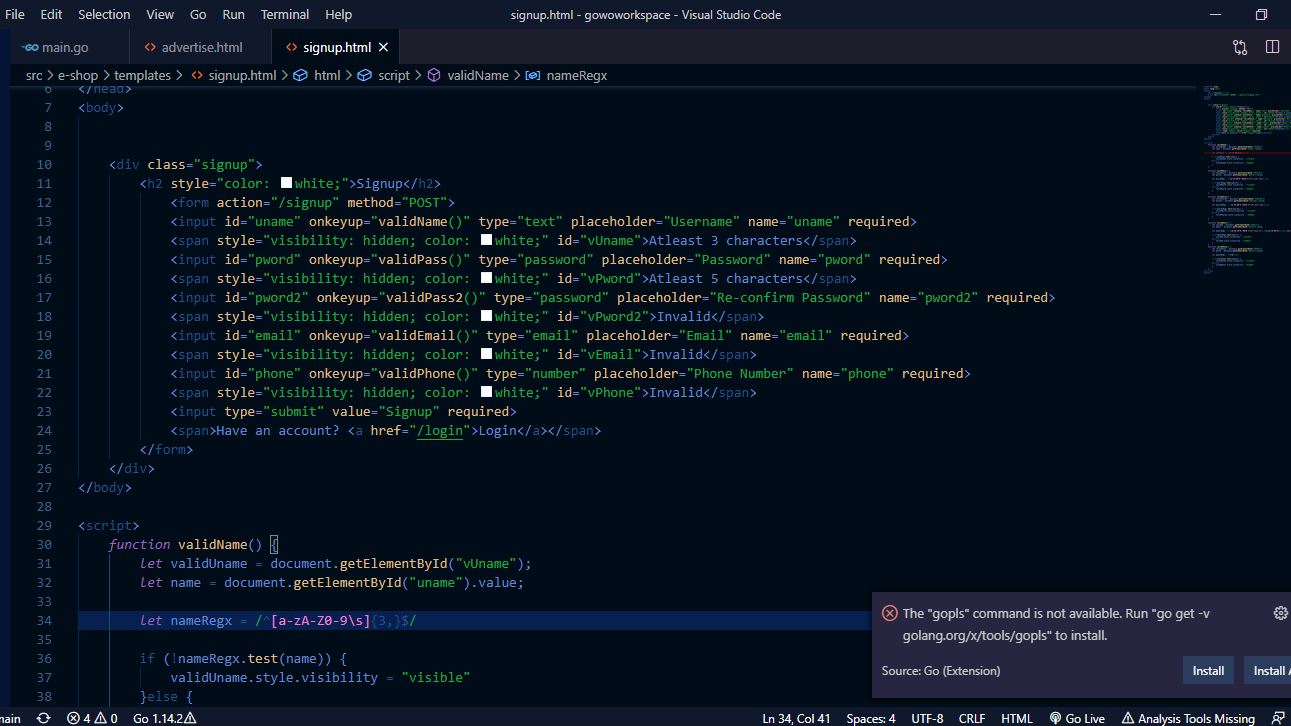 File Edit Selection View Go Run Terminal Help signup.html - gowoworkspace - Visual Studio Code
main.go advertise.html signup.html
src > e-shop > templates > signup.html > html > script > validName > nameRegx
6 </head>
7 <body>
8
9
10 <div class="signup">
11 <h2 style="color: white;">Signup</h2>
12 <form action="/signup" method="POST">
13 <input id="uname" onkeyup="validName()" type="text" placeholder="Username" name="uname" required>
14 <span style="visibility: hidden; color: white;" id="vUname">Atleast 3 characters</span>
15 <input id="pword" onkeyup="validPass()" type="password" placeholder="Password" name="pword" required>
16 <span style="visibility: hidden; color: white;" id="vPword">Atleast 5 characters</span>
17 <input id="pword2" onkeyup="validPass2()" type="password" placeholder="Re-confirm Password" name="pword2" required>
18 <span style="visibility: hidden; color: white;" id="vPword2">Invalid</span>
19 <input id="email" onkeyup="validEmail()" type="email" placeholder="Email" name="email" required>
20 <span style="visibility: hidden; color: white;" id="vEmail">Invalid</span>
21 <input id="phone" onkeyup="validPhone()" type="number" placeholder="Phone Number" name="phone" required>
22 <span style="visibility: hidden; color: white;" id="vPhone">Invalid</span>
23 <input type="submit" value="Signup" required>
24 <span>Have an account? <a href="/login">Login</a></span>
25 </form>
26 </div>
27 </body>
28
29 <script>
30 function validName() {
31 let validUname = document.getElementById("vUname");
32 let name = document.getElementById("uname").value;
33
34 let nameRegx = /^[a-zA-Z0-9\s]{3,}$/
35
36 if (!nameRegx.test(name)) {
37 validUname.style.visibility = "visible"
38 }else {
The "gopls" command is not available. Run "go get -v
golang.org/x/tools/gopls" to install.
Source: Go (Extension) Install Install A
main 4 0 Go 1.14.2 Ln 34, Col 41 Spaces: 4 UTF-8 CRLF HTML Go Live Analysis Tools Missing